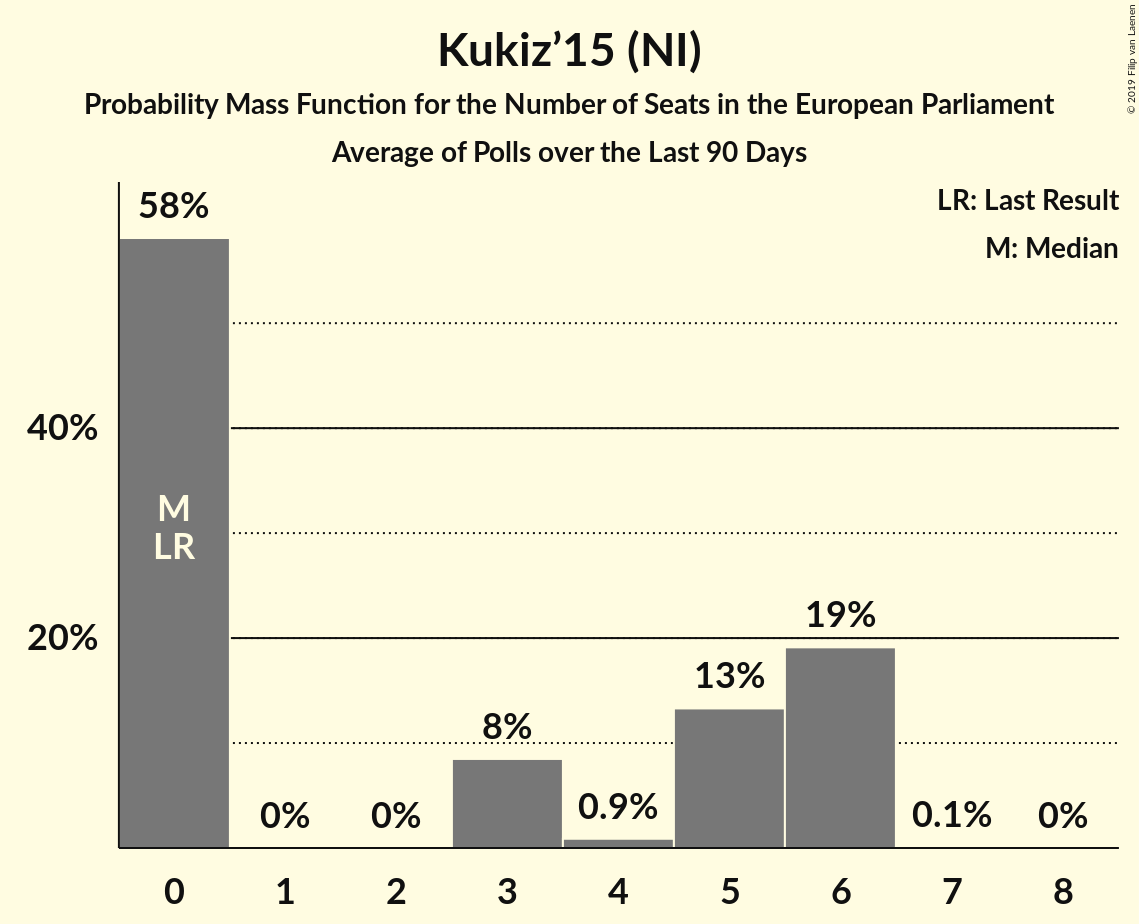 Kukiz’15 (NI)
Probability Mass Function for the Number of Seats in the European Parliament
Average of Polls over the Last 90 Days
© 2019 Filip van Laenen
LR: Last Result
M: Median
58%
40%
20%
M
LR
0%
0%
8%
0.9%
13%
19%
0.1%
0%
0
1
2
3
4
5
6
7
8